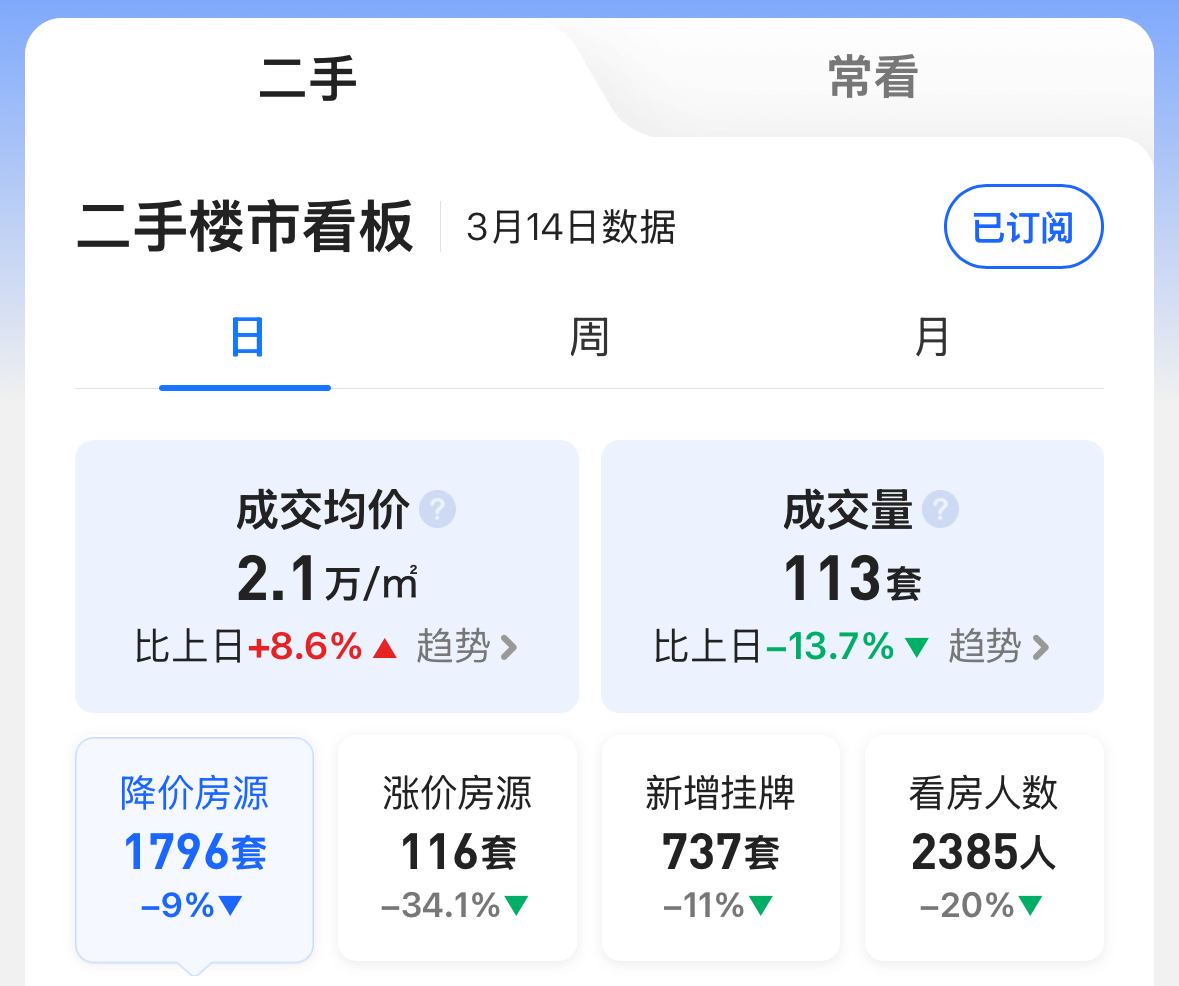 二手 常看
二手楼市看板 3月14日数据 已订阅
日 周 月
成交均价 ? 成交量 ?
2.1万/㎡ 113套
比上日+8.6%▲ 趋势 > 比上日-13.7%▼ 趋势 >
降价房源 涨价房源 新增挂牌 看房人数
1796套 116套 737套 2385人
-9%▼ -34.1%▼ -11%▼ -20%▼